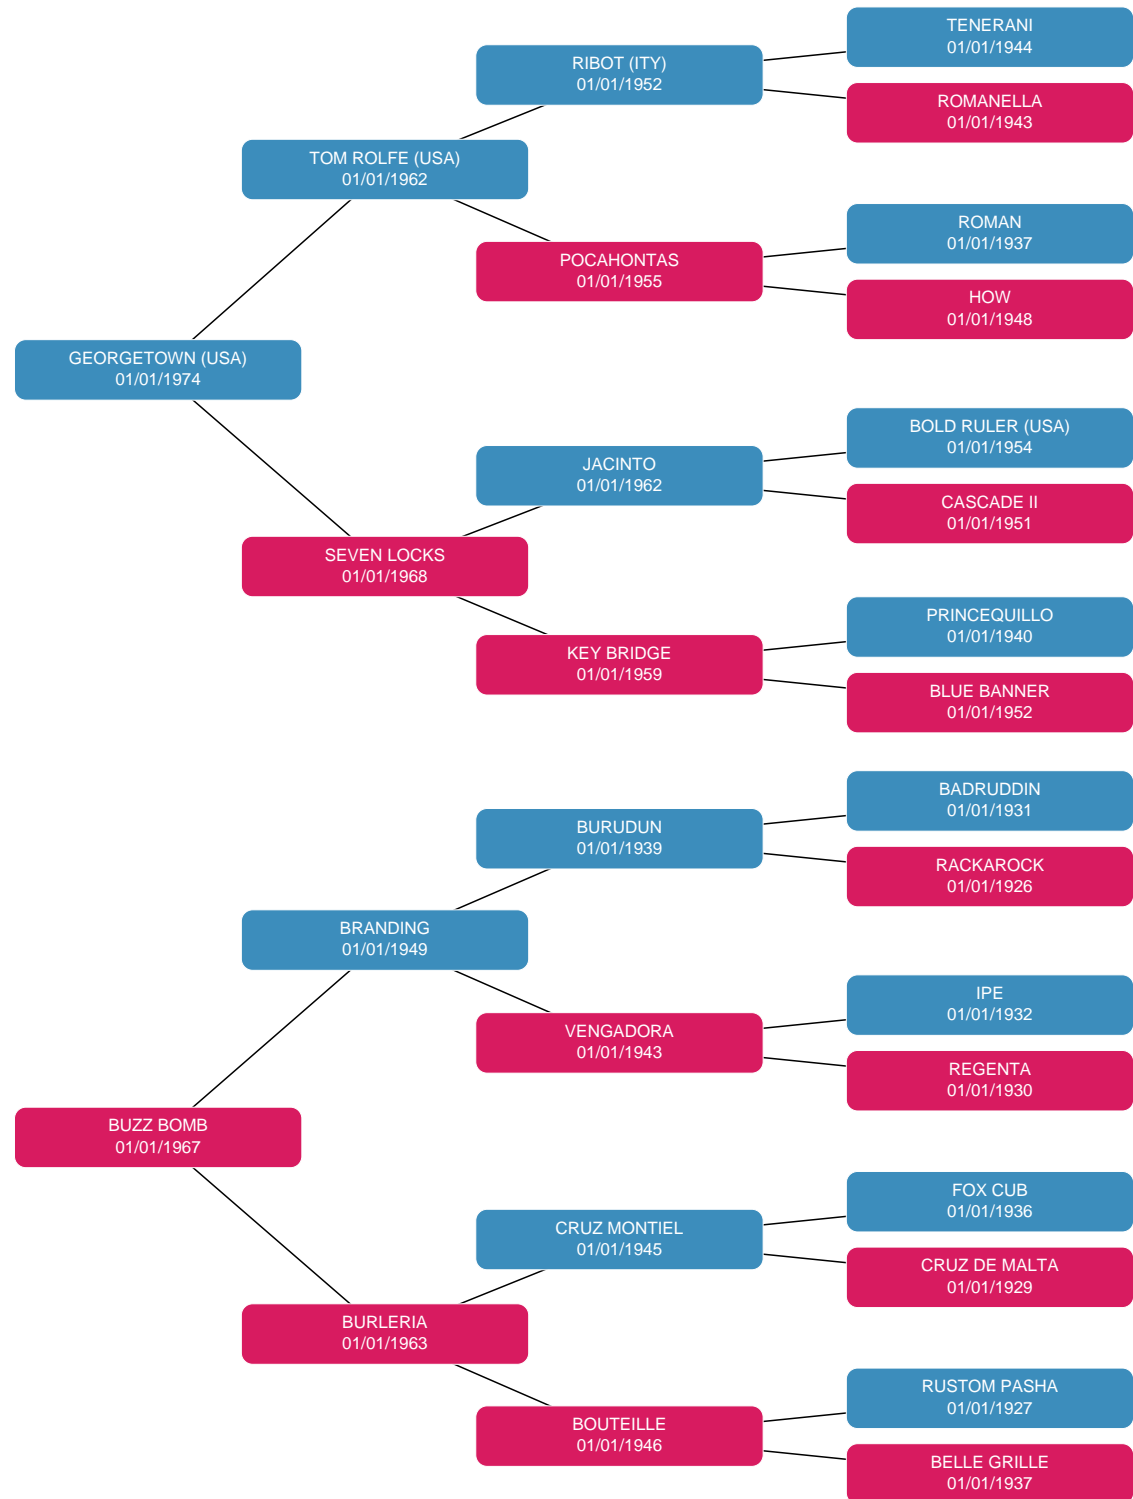 TENERANI
01/01/1944
RIBOT (ITY)
01/01/1952
ROMANELLA
01/01/1943
TOM ROLFE (USA)
01/01/1962
ROMAN
01/01/1937
POCAHONTAS
01/01/1955
HOW
01/01/1948
GEORGETOWN (USA)
01/01/1974
BOLD RULER (USA)
01/01/1954
JACINTO
01/01/1962
CASCADE II
01/01/1951
SEVEN LOCKS
01/01/1968
PRINCEQUILLO
01/01/1940
KEY BRIDGE
01/01/1959
BLUE BANNER
01/01/1952
BADRUDDIN
01/01/1931
BURUDUN
01/01/1939
RACKAROCK
01/01/1926
BRANDING
01/01/1949
IPE
01/01/1932
VENGADORA
01/01/1943
REGENTA
01/01/1930
BUZZ BOMB
01/01/1967
FOX CUB
01/01/1936
CRUZ MONTIEL
01/01/1945
CRUZ DE MALTA
01/01/1929
BURLERIA
01/01/1963
RUSTOM PASHA
01/01/1927
BOUTEILLE
01/01/1946
BELLE GRILLE
01/01/1937